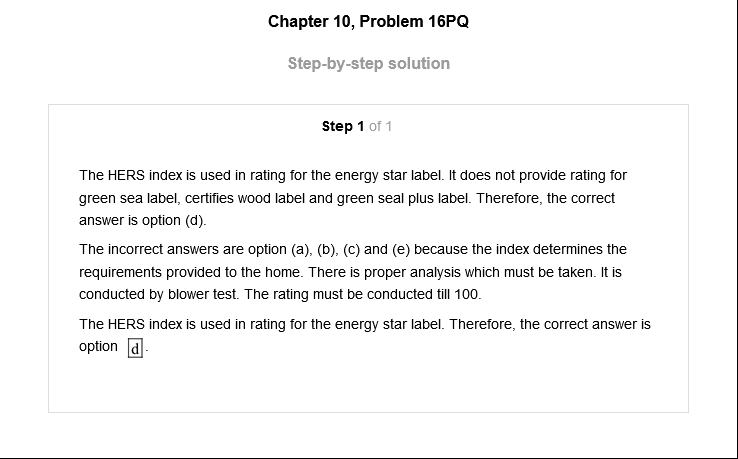 Chapter 10, Problem 16PQ
Step-by-step solution
Step 1 of 1
The HERS index is used in rating for the energy star label. It does not provide rating for
green sea label, certifies wood label and green seal plus label. Therefore, the correct
answer is option (d).
The incorrect answers are option (a), (b), (c) and (e) because the index determines the
requirements provided to the home. There is proper analysis which must be taken. It is
conducted by blower test. The rating must be conducted till 100.
The HERS index is used in rating for the energy star label. Therefore, the correct answer is
option d.